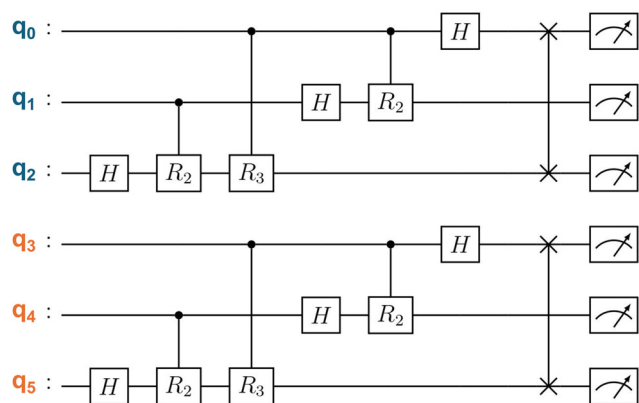 q₀ : H
q₁ : H R₂
q₂ : H R₂ R₃
q₃ : H
q₄ : H R₂
q₅ : H R₂ R₃